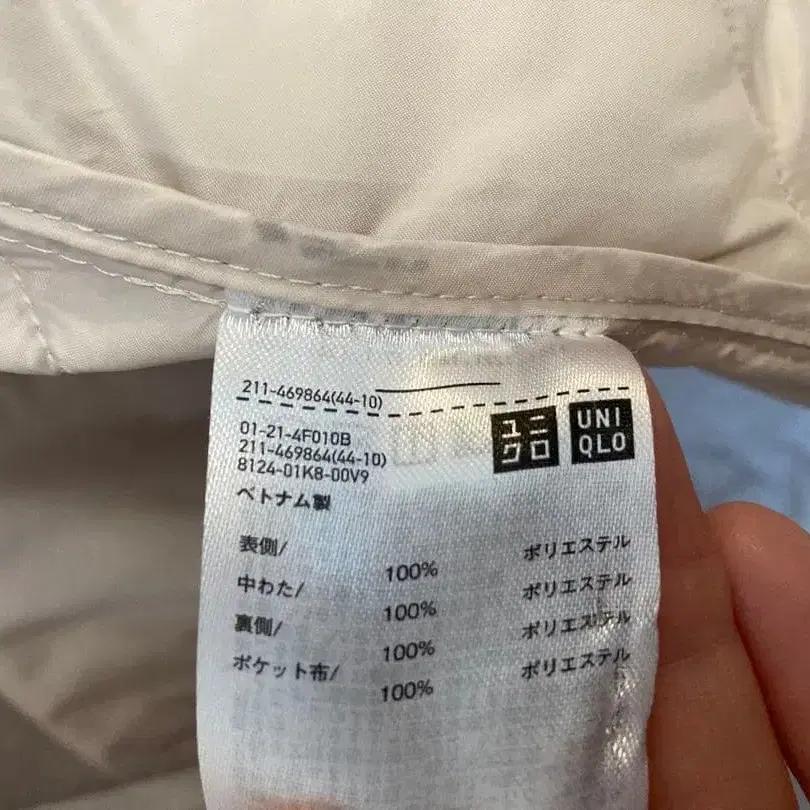 211-469864(44-10)
01-21-4F010B
211-469864(44-10)
8124-01K8-00V9
ベトナム製
ユニ
クロ
UNI
QLO
表側/ 100% ポリエステル
中わた/ 100% ポリエステル
裏側/ 100% ポリエステル
ポケット布/ 100% ポリエステル